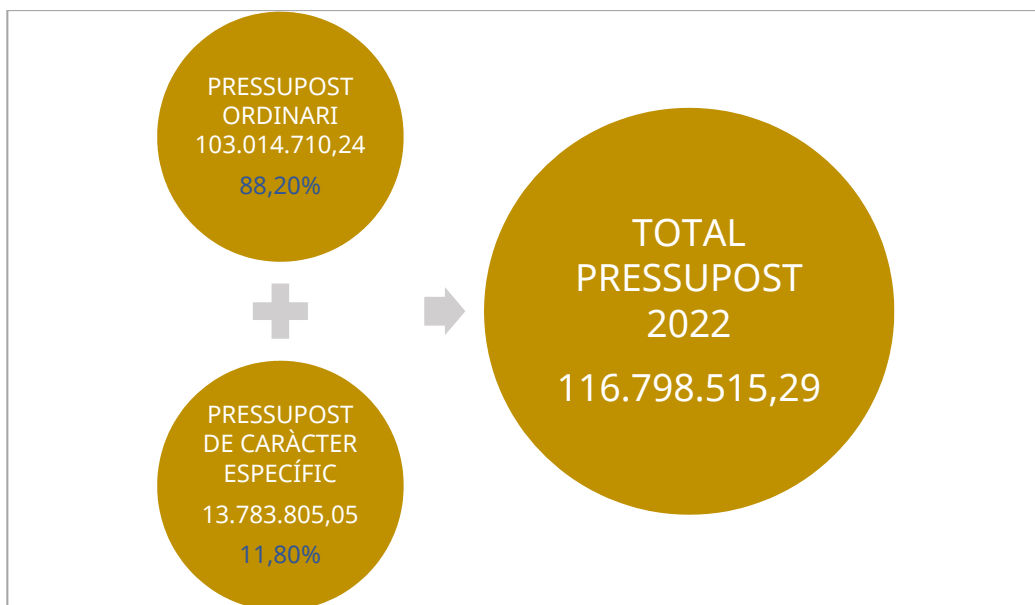 PRESSUPOST
ORDINARI
103.014.710,24
88,20%
PRESSUPOST
DE CARÀCTER
ESPECÍFIC
13.783.805,05
11,80%
TOTAL
PRESSUPOST
2022
116.798.515,29